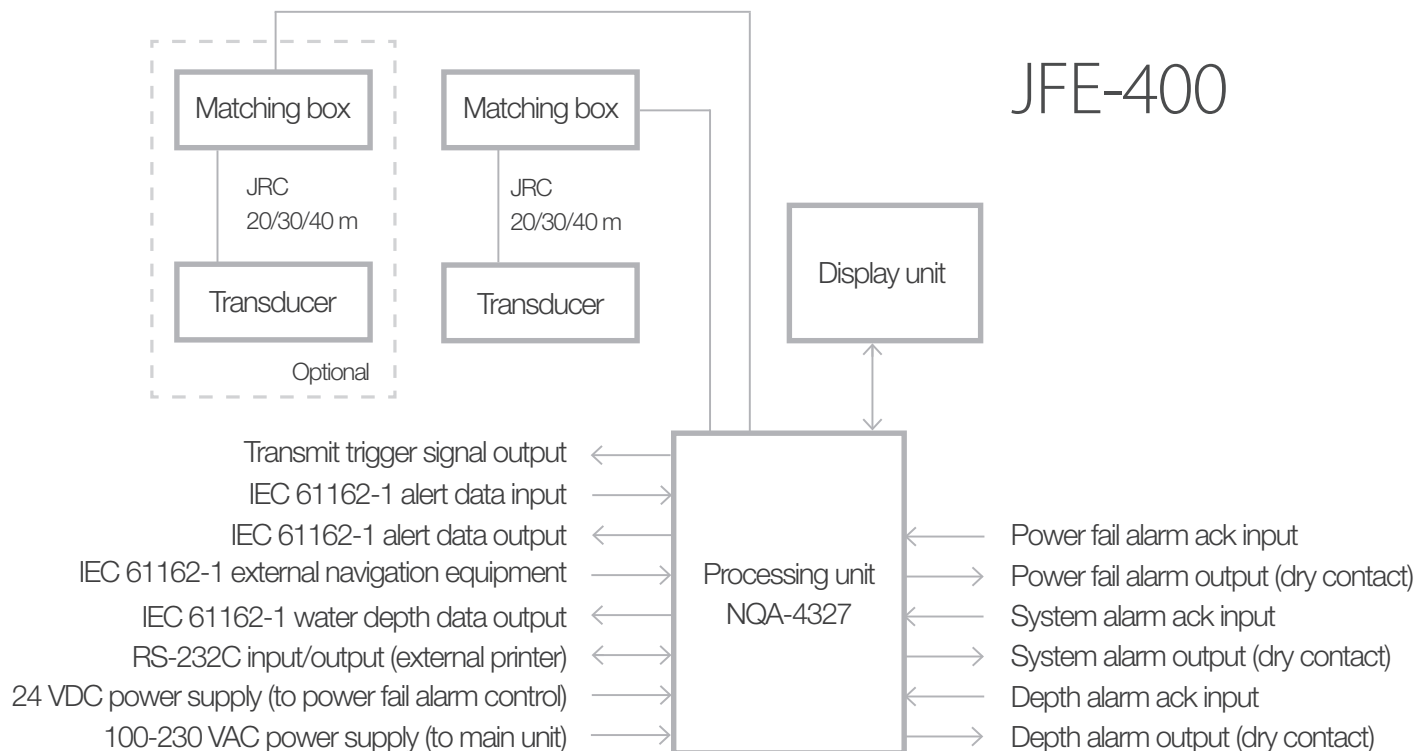 JFE-400
Matching box
Matching box
JRC
20/30/40 m
JRC
20/30/40 m
Display unit
Transducer
Transducer
Optional
Transmit trigger signal output
IEC 61162-1 alert data input
IEC 61162-1 alert data output
IEC 61162-1 external navigation equipment
IEC 61162-1 water depth data output
RS-232C input/output (external printer)
24 VDC power supply (to power fail alarm control)
100-230 VAC power supply (to main unit)
Processing unit
NQA-4327
Power fail alarm ack input
Power fail alarm output (dry contact)
System alarm ack input
System alarm output (dry contact)
Depth alarm ack input
Depth alarm output (dry contact)